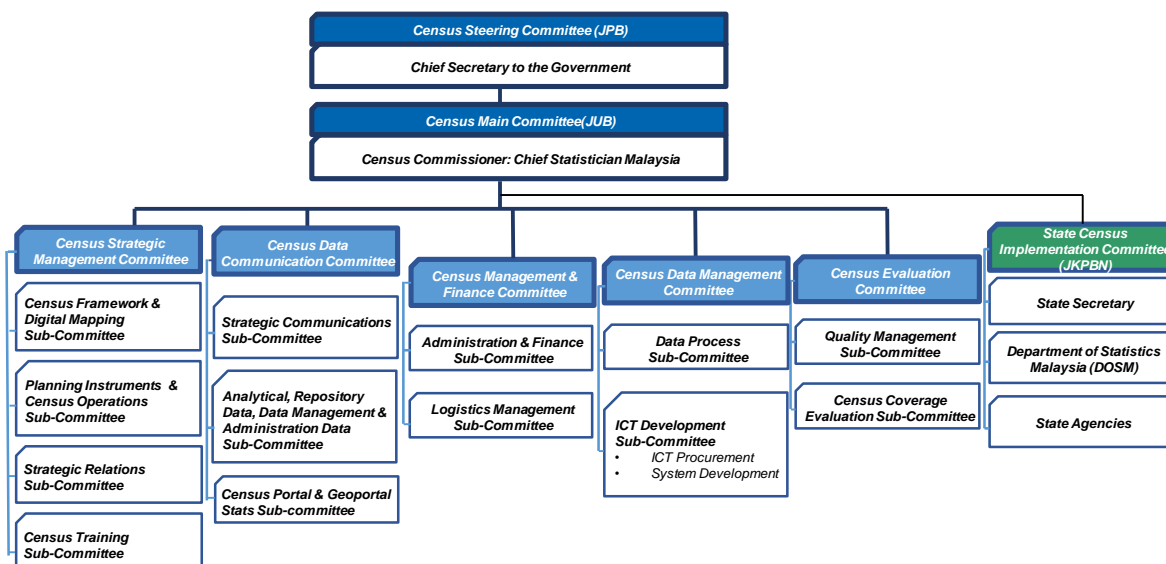 Census Steering Committee (JPB)
Chief Secretary to the Government
Census Main Committee(JUB)
Census Commissioner: Chief Statistician Malaysia
Census Strategic
Management Committee
Census Framework &
Digital Mapping
Sub-Committee
Planning Instruments &
Census Operations
Sub-Committee
Strategic Relations
Sub-Committee
Census Training
Sub-Committee
Census Data
Communication Committee
Strategic Communications
Sub-Committee
Analytical, Repository
Data, Data Management &
Administration Data
Sub-Committee
Census Portal & Geoportal
Stats Sub-committee
Census Management &
Finance Committee
Administration & Finance
Sub-Committee
Logistics Management
Sub-Committee
Census Data Management
Committee
Data Process
Sub-Committee
ICT Development
Sub-Committee
• ICT Procurement
• System Development
Census Evaluation
Committee
Quality Management
Sub-Committee
Census Coverage
Evaluation Sub-Committee
State Census
Implementation Committee
(JKPBN)
State Secretary
Department of Statistics
Malaysia (DOSM)
State Agencies